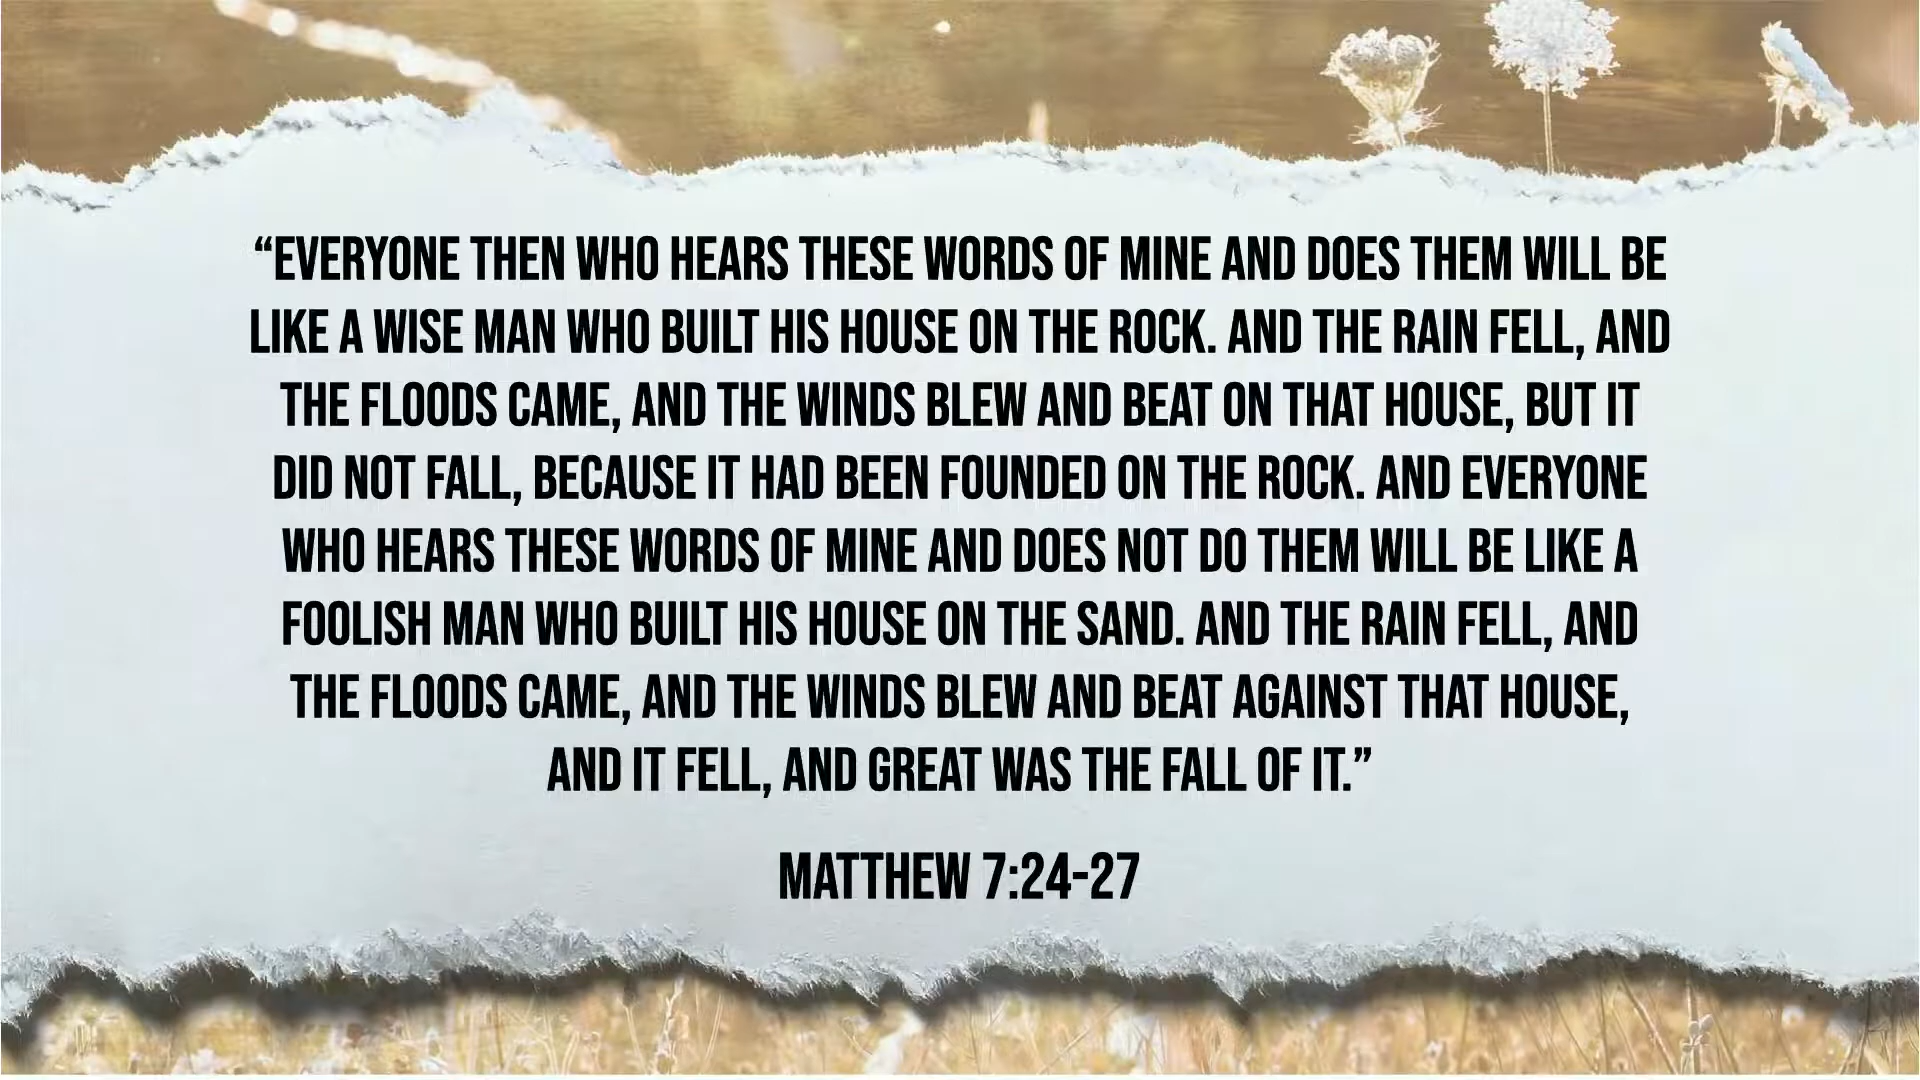 “EVERYONE THEN WHO HEARS THESE WORDS OF MINE AND DOES THEM WILL BE
LIKE A WISE MAN WHO BUILT HIS HOUSE ON THE ROCK. AND THE RAIN FELL, AND
THE FLOODS CAME, AND THE WINDS BLEW AND BEAT ON THAT HOUSE, BUT IT
DID NOT FALL, BECAUSE IT HAD BEEN FOUNDED ON THE ROCK. AND EVERYONE
WHO HEARS THESE WORDS OF MINE AND DOES NOT DO THEM WILL BE LIKE A
FOOLISH MAN WHO BUILT HIS HOUSE ON THE SAND. AND THE RAIN FELL, AND
THE FLOODS CAME, AND THE WINDS BLEW AND BEAT AGAINST THAT HOUSE,
AND IT FELL, AND GREAT WAS THE FALL OF IT.”
MATTHEW 7:24-27